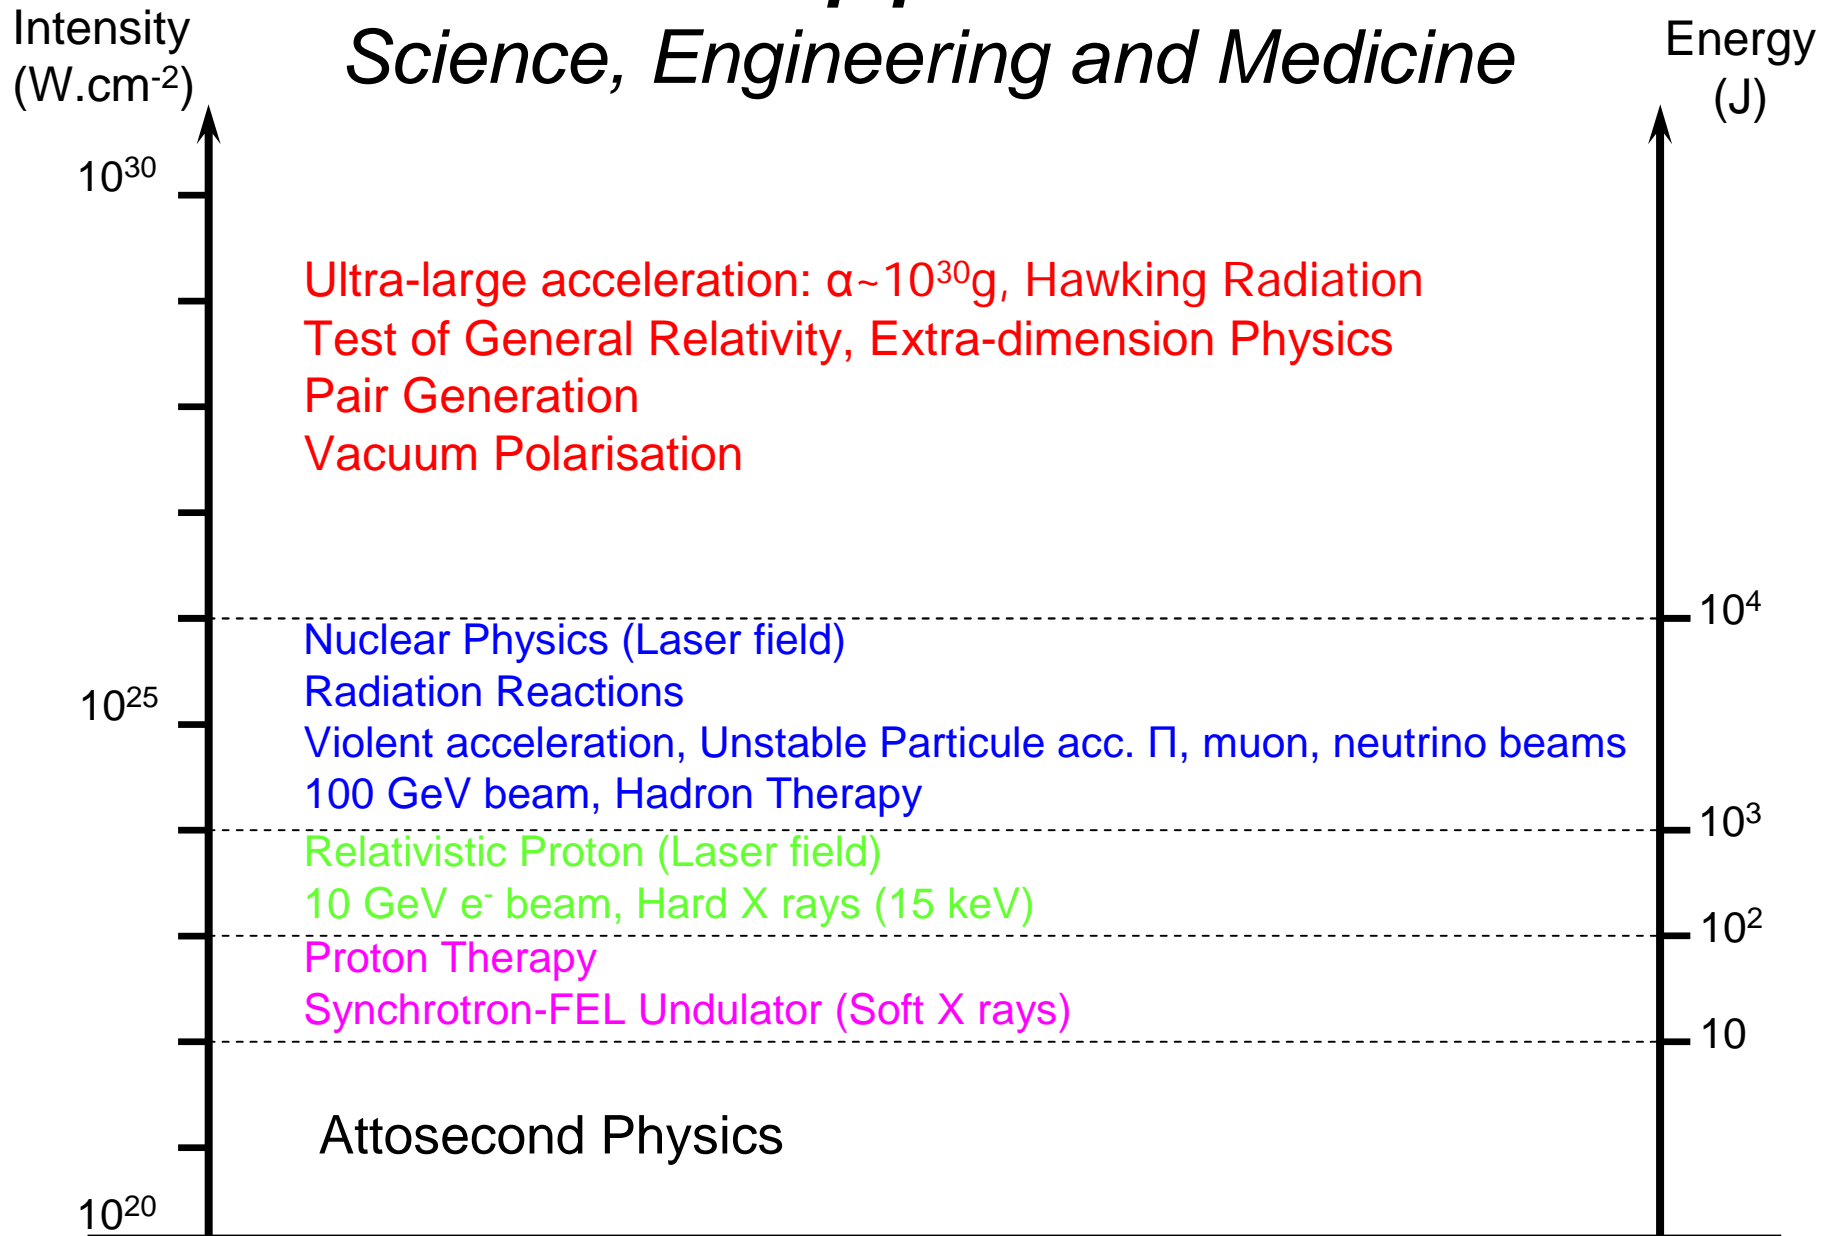 Intensity
(W.cm-2)
Science, Engineering and Medicine
Energy
(J)
10³⁰
Ultra-large acceleration: α~10³⁰g, Hawking Radiation
Test of General Relativity, Extra-dimension Physics
Pair Generation
Vacuum Polarisation
10⁴
Nuclear Physics (Laser field)
Radiation Reactions
10²⁵
Violent acceleration, Unstable Particule acc. Π, muon, neutrino beams
100 GeV beam, Hadron Therapy
10³
Relativistic Proton (Laser field)
10 GeV e⁻ beam, Hard X rays (15 keV)
10²
Proton Therapy
Synchrotron-FEL Undulator (Soft X rays)
10
Attosecond Physics
10²⁰